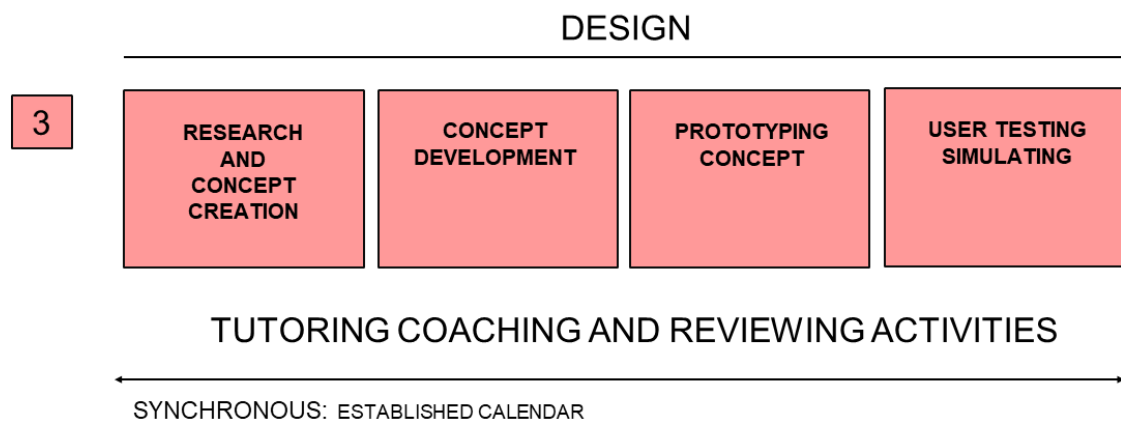 DESIGN
3
RESEARCH
AND
CONCEPT
CREATION
CONCEPT
DEVELOPMENT
PROTOTYPING
CONCEPT
USER TESTING
SIMULATING
TUTORING COACHING AND REVIEWING ACTIVITIES
SYNCHRONOUS: ESTABLISHED CALENDAR